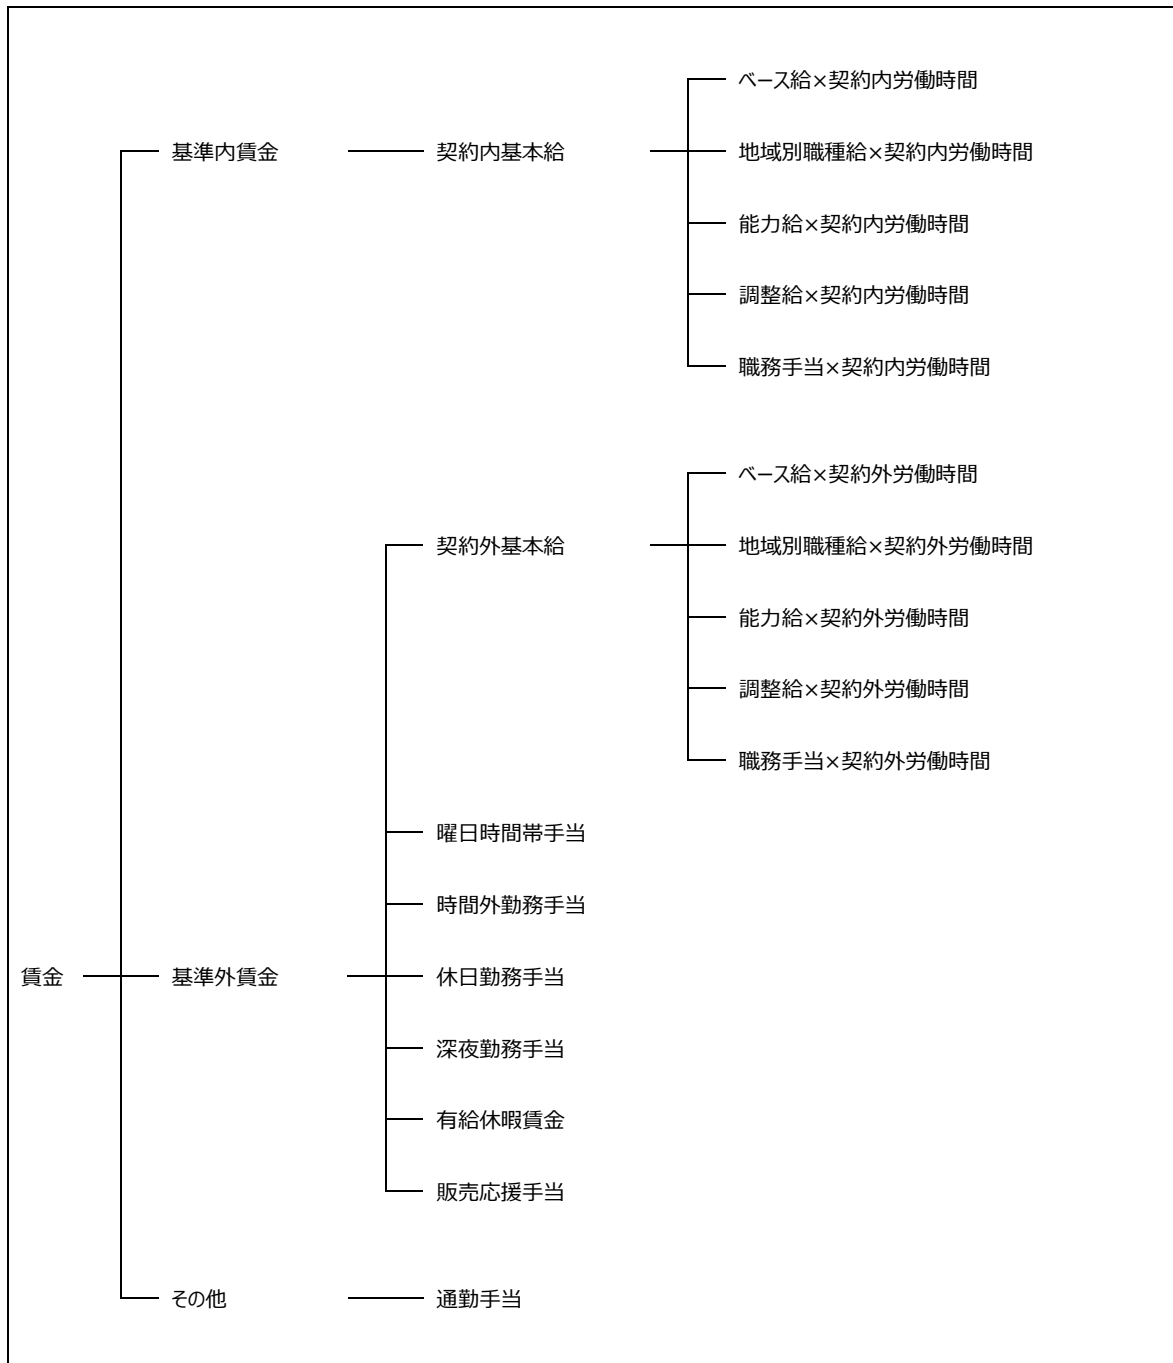 ベース給×契約内労働時間
基準内賃金 契約内基本給 地域別職種給×契約内労働時間
能力給×契約内労働時間
調整給×契約内労働時間
職務手当×契約内労働時間
ベース給×契約外労働時間
契約外基本給 地域別職種給×契約外労働時間
能力給×契約外労働時間
調整給×契約外労働時間
職務手当×契約外労働時間
曜日時間帯手当
時間外勤務手当
賃金 基準外賃金 休日勤務手当
深夜勤務手当
有給休暇賃金
販売応援手当
その他 通勤手当